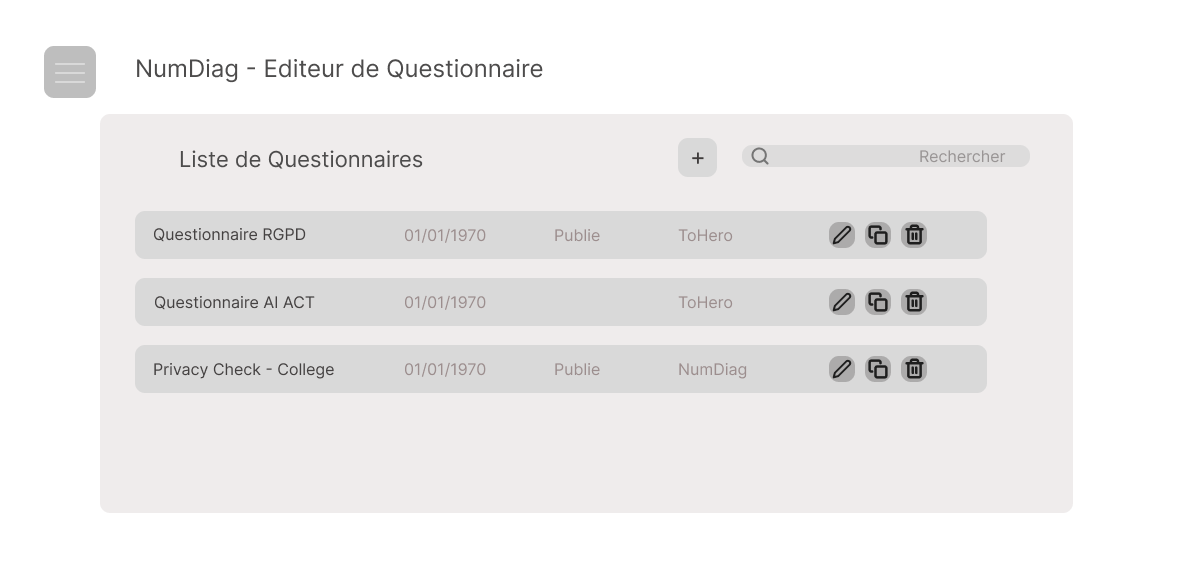 NumDiag - Editeur de Questionnaire
Liste de Questionnaires + Rechercher
Questionnaire RGPD 01/01/1970 Publie ToHero
Questionnaire AI ACT 01/01/1970 ToHero
Privacy Check - College 01/01/1970 Publie NumDiag